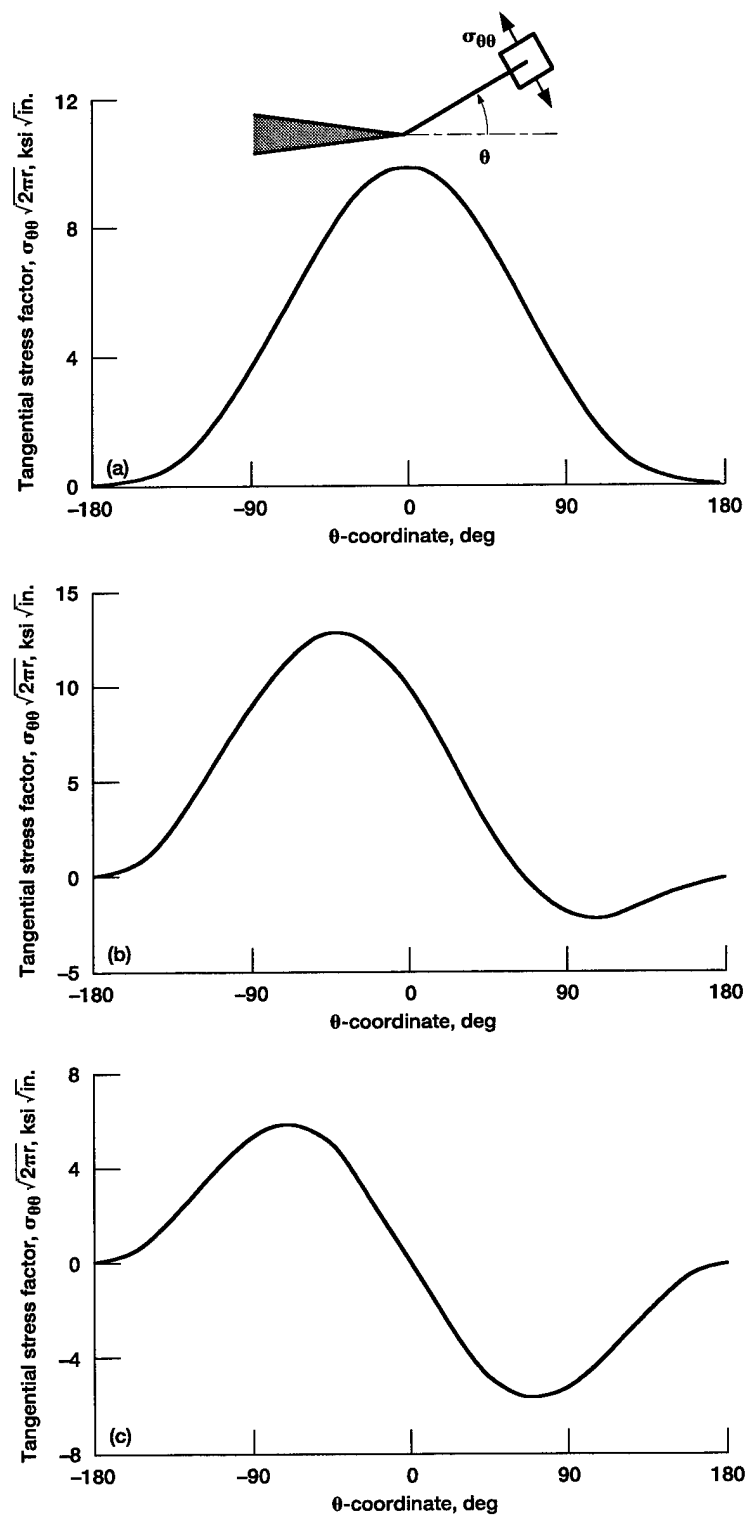 σθθ
θ
Tangential stress factor, σθθ √2πr, ksi √in.
12
8
4
0
(a)
−180
−90
0
90
180
θ-coordinate, deg
Tangential stress factor, σθθ √2πr, ksi √in.
15
10
5
0
−5
(b)
−180
−90
0
90
180
θ-coordinate, deg
Tangential stress factor, σθθ √2πr, ksi √in.
8
4
0
−4
−8
(c)
−180
−90
0
90
180
θ-coordinate, deg